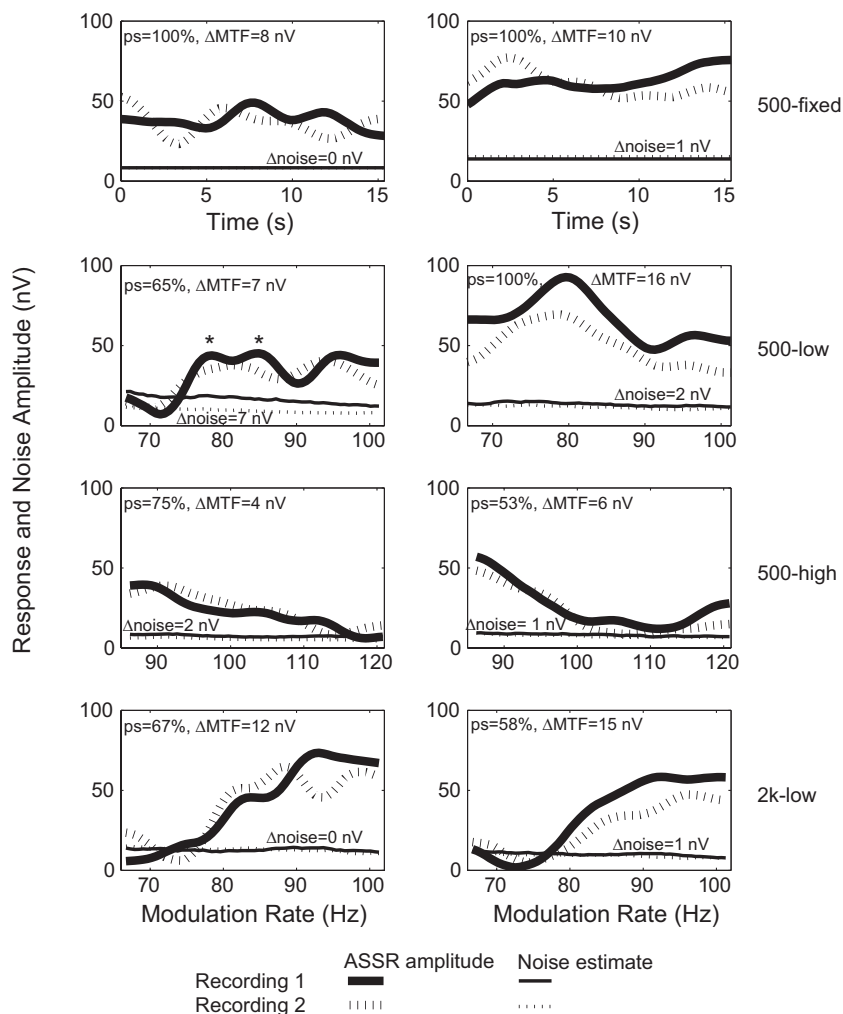 100
50
0
ps=100%, ΔMTF=8 nV
Δnoise=0 nV
0 5 10 15
Time (s)
100
50
0
ps=100%, ΔMTF=10 nV
Δnoise=1 nV
0 5 10 15
Time (s)
500-fixed
Response and Noise Amplitude (nV)
100
50
0
ps=65%, ΔMTF=7 nV
* *
Δnoise=7 nV
70 80 90 100
100
50
0
ps=100%, ΔMTF=16 nV
Δnoise=2 nV
70 80 90 100
500-low
100
50
0
ps=75%, ΔMTF=4 nV
Δnoise=2 nV
90 100 110 120
100
50
0
ps=53%, ΔMTF=6 nV
Δnoise= 1 nV
90 100 110 120
500-high
100
50
0
ps=67%, ΔMTF=12 nV
Δnoise=0 nV
70 80 90 100
Modulation Rate (Hz)
100
50
0
ps=58%, ΔMTF=15 nV
Δnoise=1 nV
70 80 90 100
Modulation Rate (Hz)
2k-low
ASSR amplitude Noise estimate
Recording 1
Recording 2